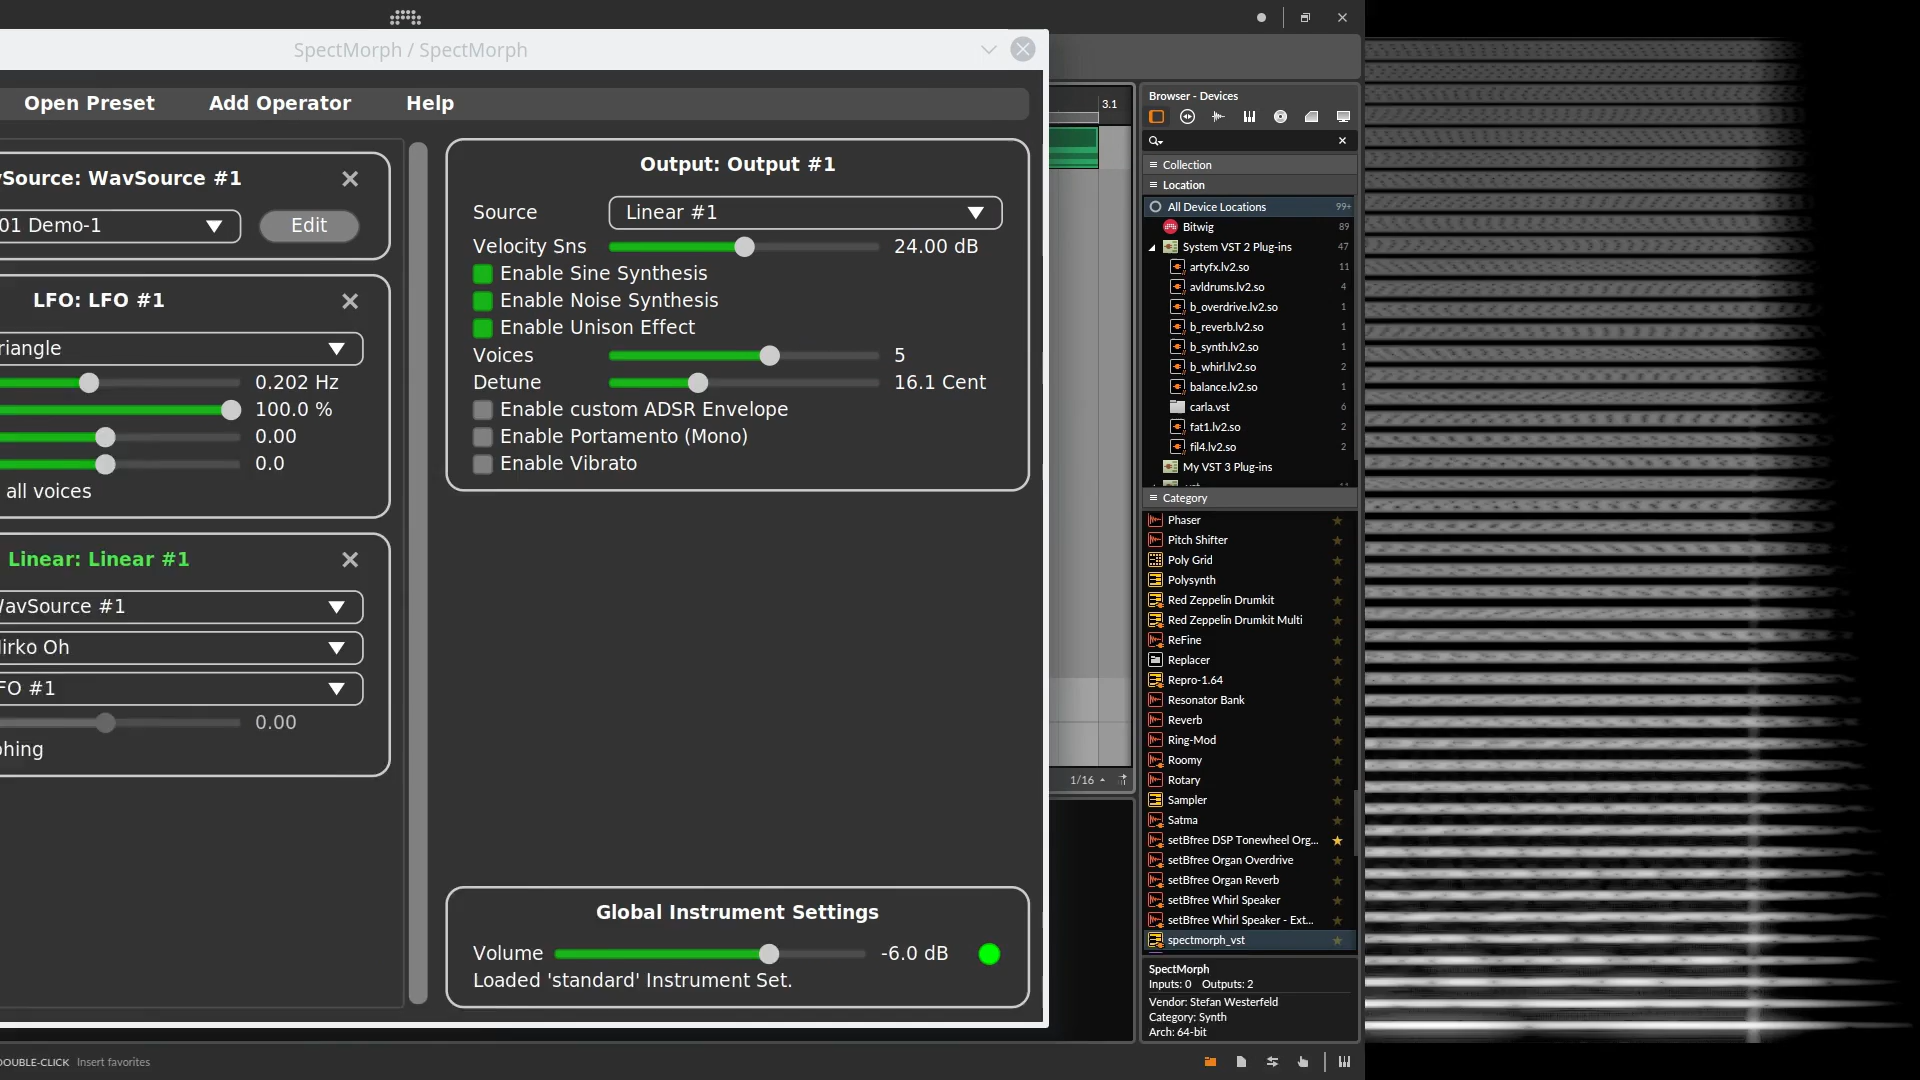 SpectMorph / SpectMorph
Open Preset
Add Operator
Help
Source: WavSource #1
01 Demo-1
Edit
LFO: LFO #1
0.202 Hz
100.0 %
0.00
0.0
all voices
Linear: Linear #1
WavSource #1
Oh
#1
0.00
Output: Output #1
Source
Linear #1
Velocity Sns
24.00 dB
Enable Sine Synthesis
Enable Noise Synthesis
Enable Unison Effect
Voices
5
Detune
16.1 Cent
Enable custom ADSR Envelope
Enable Portamento (Mono)
Enable Vibrato
Global Instrument Settings
Volume
-6.0 dB
Loaded 'standard' Instrument Set.
3.1
1/16
Browser - Devices
Collection
Location
All Device Locations 99+
Bitwig 89
System VST 2 Plug-ins 47
artyfx.lv2.so 11
avldrums.lv2.so 4
b_overdrive.lv2.so 1
b_reverb.lv2.so 1
b_synth.lv2.so 1
b_whirl.lv2.so 2
balance.lv2.so 1
carla.vst 6
fat1.lv2.so 2
fil4.lv2.so 2
My VST 3 Plug-ins
Category
Phaser
Pitch Shifter
Poly Grid
Polysynth
Red Zeppelin Drumkit
Red Zeppelin Drumkit Multi
ReFine
Replacer
Repro-1.64
Resonator Bank
Reverb
Ring-Mod
Roomy
Rotary
Sampler
Satma
setBfree DSP Tonewheel Org...
setBfree Organ Overdrive
setBfree Organ Reverb
setBfree Whirl Speaker
setBfree Whirl Speaker - Ext...
spectmorph_vst
SpectMorph
Inputs: 0 Outputs: 2
Vendor: Stefan Westerfeld
Category: Synth
Arch: 64-bit
DOUBLE-CLICK Insert favorites